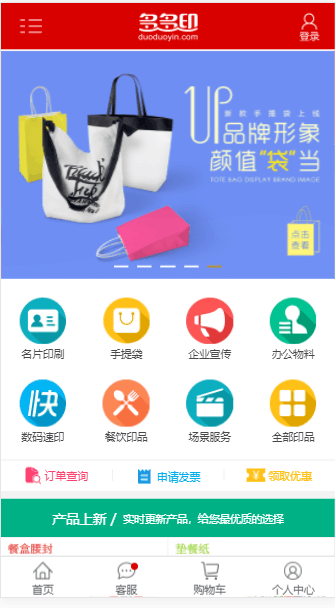 多多印
duoduoyin.com
登录
UP
新款手提袋上线
品牌形象
颜值“袋”当
TOTE BAG DISPLAY BRAND IMAGE
点击
查看
名片印刷
手提袋
企业宣传
办公物料
快
数码速印
餐饮印品
场景服务
全部印品
订单查询
申请发票
领取优惠
产品上新 / 实时更新产品，给您最优质的选择
餐盒腰封
垫餐纸
首页
客服
购物车
个人中心